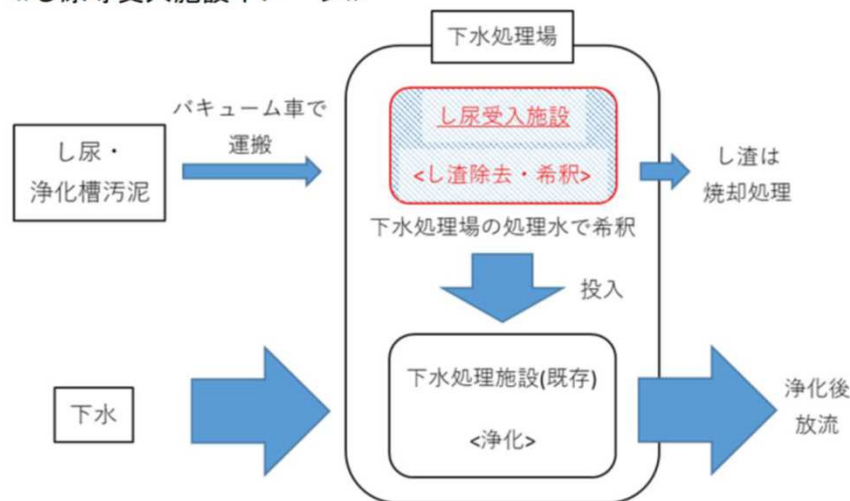 下水処理場
し尿・
浄化槽汚泥
バキューム車で
運搬
し尿受入施設
<し渣除去・希釈>
し渣は
焼却処理
下水処理場の処理水で希釈
投入
下水
下水処理施設(既存)
<浄化>
浄化後
放流